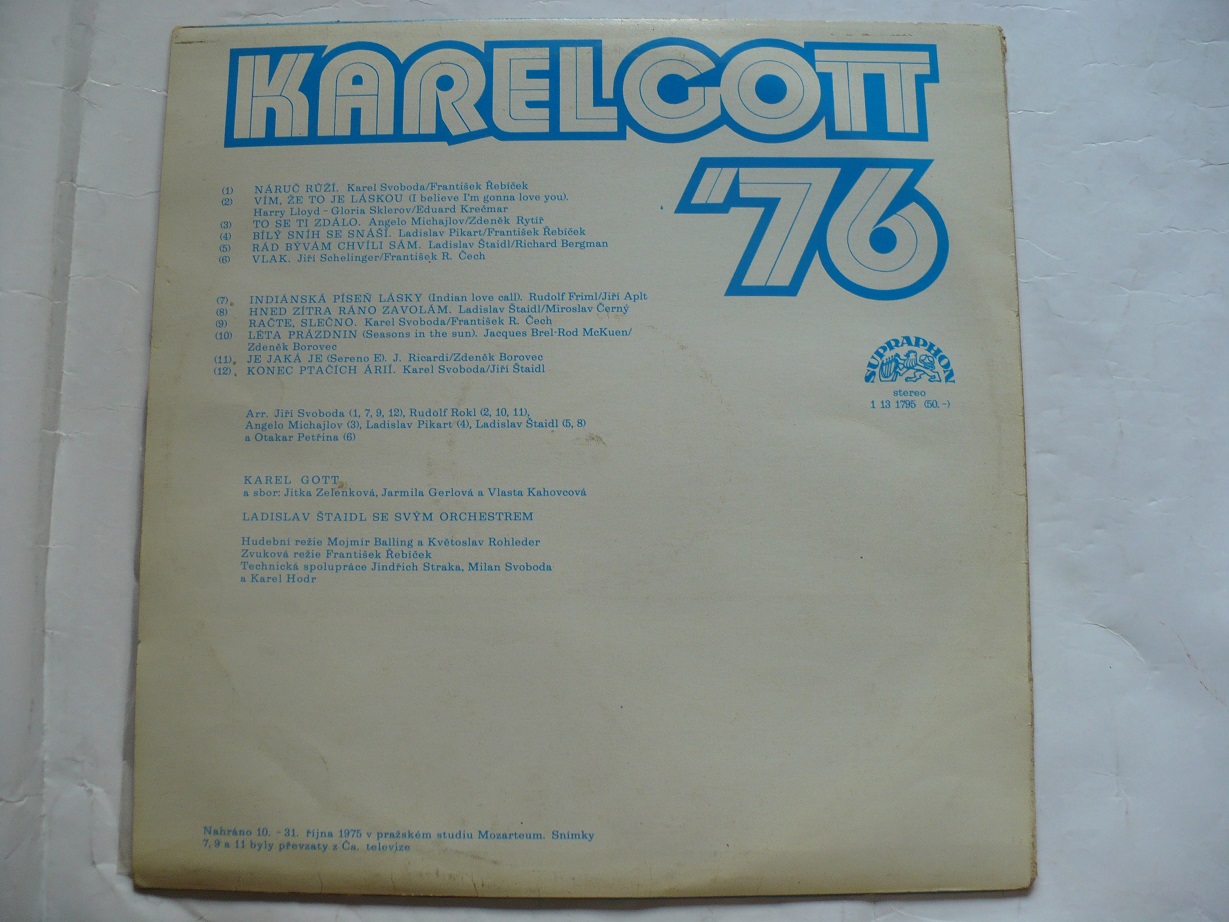 KAREL GOTT
'76
(1) NÁRUČ RŮŽÍ. Karel Svoboda/František Řebíček
(2) VÍM, ŽE TO JE LÁSKOU (I believe I'm gonna love you).
Harry Lloyd - Gloria Sklerov/Eduard Krečmar
(3) TO SE TI ZDÁLO. Angelo Michajlov/Zdeněk Rytíř
(4) BÍLÝ SNÍH SE SNÁŠÍ. Ladislav Pikart/František Řebíček
(5) RÁD BÝVÁM CHVÍLI SÁM. Ladislav Štaidl/Richard Bergman
(6) VLAK. Jiří Schelinger/František R. Čech
(7) INDIÁNSKÁ PÍSEŇ LÁSKY (Indian love call). Rudolf Friml/Jiří Aplt
(8) HNED ZÍTRA RÁNO ZAVOLÁM. Ladislav Štaidl/Miroslav Černý
(9) RAČTE, SLEČNO. Karel Svoboda/František R. Čech
(10) LÉTA PRÁZDNIN (Seasons in the sun). Jacques Brel-Rod McKuen/
Zdeněk Borovec
(11) JE JAKÁ JE (Sereno E). J. Ricardi/Zdeněk Borovec
(12) KONEC PTAČÍCH ÁRIÍ. Karel Svoboda/Jiří Štaidl
SUPRAPHON
stereo
1 13 1795 (50.-)
Arr. Jiří Svoboda (1, 7, 9, 12), Rudolf Rokl (2, 10, 11),
Angelo Michajlov (3), Ladislav Pikart (4), Ladislav Štaidl (5, 8)
a Otakar Petřina (6)
KAREL GOTT
a sbor: Jitka Zelenková, Jarmila Gerlová a Vlasta Kahovcová
LADISLAV ŠTAIDL SE SVÝM ORCHESTREM
Hudební režie Mojmír Balling a Květoslav Rohleder
Zvuková režie František Řebíček
Technická spolupráce Jindřich Straka, Milan Svoboda
a Karel Hodr
Nahráno 10. - 31. října 1975 v pražském studiu Mozarteum. Snímky
7, 9 a 11 byly převzaty z Čs. televize